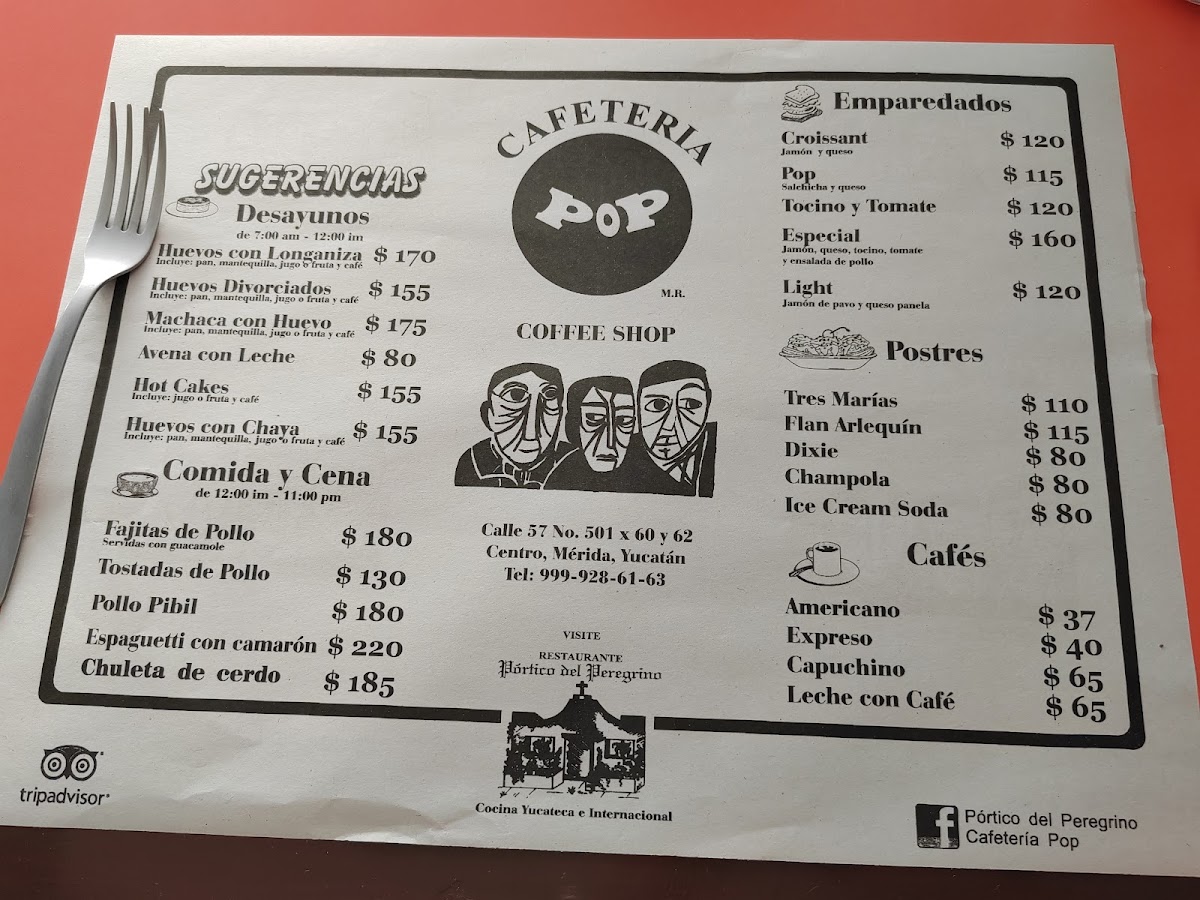 SUGERENCIAS
Desayunos
de 7:00 am - 12:00 im
Huevos con Longaniza $ 170
Incluye: pan, mantequilla, jugo o fruta y café
Huevos Divorciados $ 155
Incluye: pan, mantequilla, jugo o fruta y café
Machaca con Huevo $ 175
Incluye: pan, mantequilla, jugo o fruta y café
Avena con Leche $ 80
Hot Cakes $ 155
Incluye: jugo o fruta y café
Huevos con Chaya $ 155
Incluye: pan, mantequilla, jugo o fruta y café
Comida y Cena
de 12:00 im - 11:00 pm
Fajitas de Pollo $ 180
Servidas con guacamole
Tostadas de Pollo $ 130
Pollo Pibil $ 180
Espaguetti con camarón $ 220
Chuleta de cerdo $ 185
CAFETERIA
POP
M.R.
COFFEE SHOP
Calle 57 No. 501 x 60 y 62
Centro, Mérida, Yucatán
Tel: 999-928-61-63
VISITE
RESTAURANTE
Pórtico del Peregrino
Cocina Yucateca e Internacional
Emparedados
Croissant $ 120
Jamón y queso
Pop $ 115
Salchicha y queso
Tocino y Tomate $ 120
Especial $ 160
Jamón, queso, tocino, tomate
y ensalada de pollo
Light $ 120
Jamón de pavo y queso panela
Postres
Tres Marías $ 110
Flan Arlequín $ 115
Dixie $ 80
Champola $ 80
Ice Cream Soda $ 80
Cafés
Americano $ 37
Expreso $ 40
Capuchino $ 65
Leche con Café $ 65
tripadvisor
f
Pórtico del Peregrino
Cafetería Pop